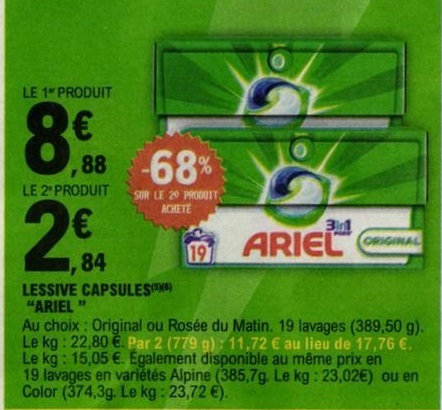 LE 1er PRODUIT
8€,88
-68%
SUR LE 2e PRODUIT
ACHETÉ
LE 2e PRODUIT
2€,84
19
ARIEL
3in1
PODS
ORIGINAL
LESSIVE CAPSULES(5)(6)
"ARIEL "
Au choix : Original ou Rosée du Matin. 19 lavages (389,50 g).
Le kg : 22,80 €. Par 2 (779 g) : 11,72 € au lieu de 17,76 €.
Le kg : 15,05 €. Egalement disponible au même prix en
19 lavages en variétés Alpine (385,7g. Le kg : 23,02€) ou en
Color (374,3g. Le kg : 23,72 €).